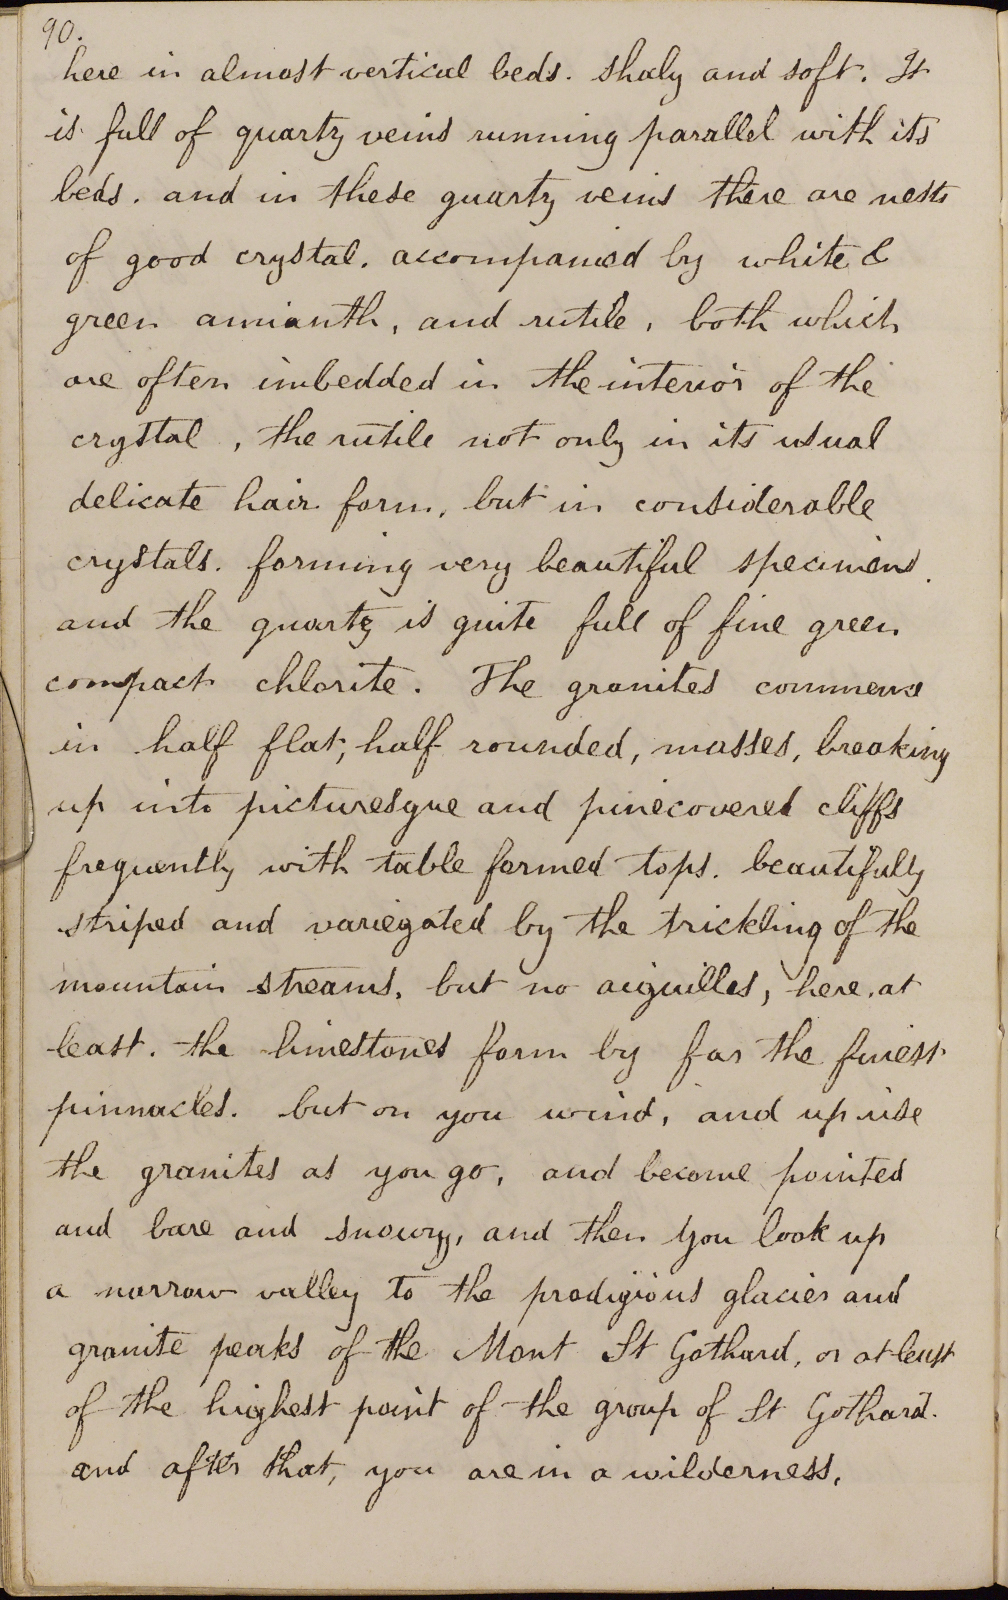 90.
here in almost vertical beds. shaly and soft. It
is full of quartz veins running parallel with its
beds. and in these quartz veins there are nests
of good crystal. accompanied by white &
green amianth, and rutile, both which
are often imbedded in the interior of the
crystal, the rutile not only in its usual
delicate hair form, but in considerable
crystals. forming very beautiful specimens.
and the quartz is quite full of fine green
compact chlorite. The granites commence
in half flat, half rounded, masses, breaking
up into picturesque and pinecovered cliffs
frequently with table formed tops. beautifully
striped and variegated by the trickling of the
mountain streams. but no aiguilles, here, at
least. the limestones form by far the finest
pinnacles. but on you wind, and up rise
the granites as you go, and become pointed
and bare and snowy, and then you look up
a narrow valley to the prodigious glacier and
granite peaks of the Mont St Gothard, or at least
of the highest point of the group of St Gothard.
and after that, you are in a wilderness,